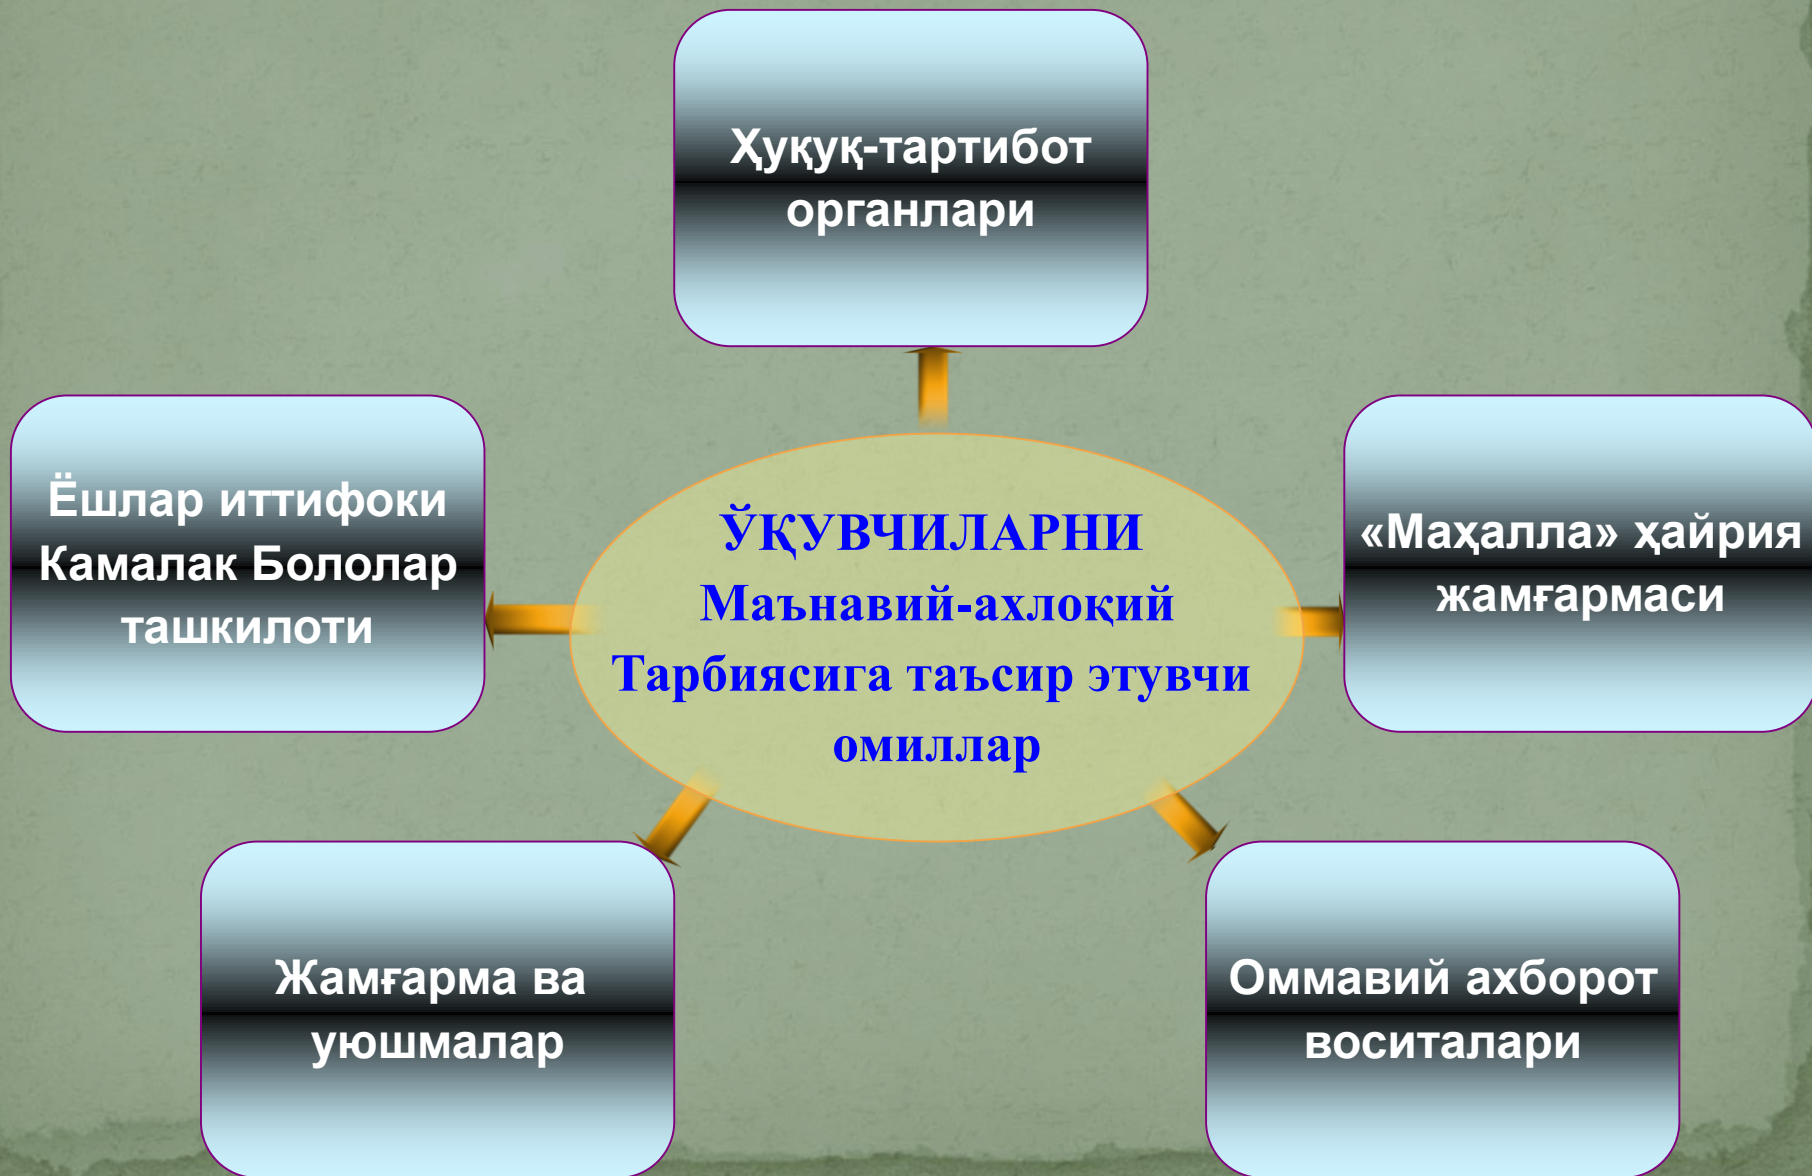 Ҳуқуқ-тартибот
органлари
Ёшлар иттифоки
Камалак Бололар
ташкилоти
ЎҚУВЧИЛАРНИ
Маънавий-ахлоқий
Тарбиясига таъсир этувчи
омиллар
«Маҳалла» ҳайрия
жамғармаси
Жамғарма ва
уюшмалар
Оммавий ахборот
воситалари